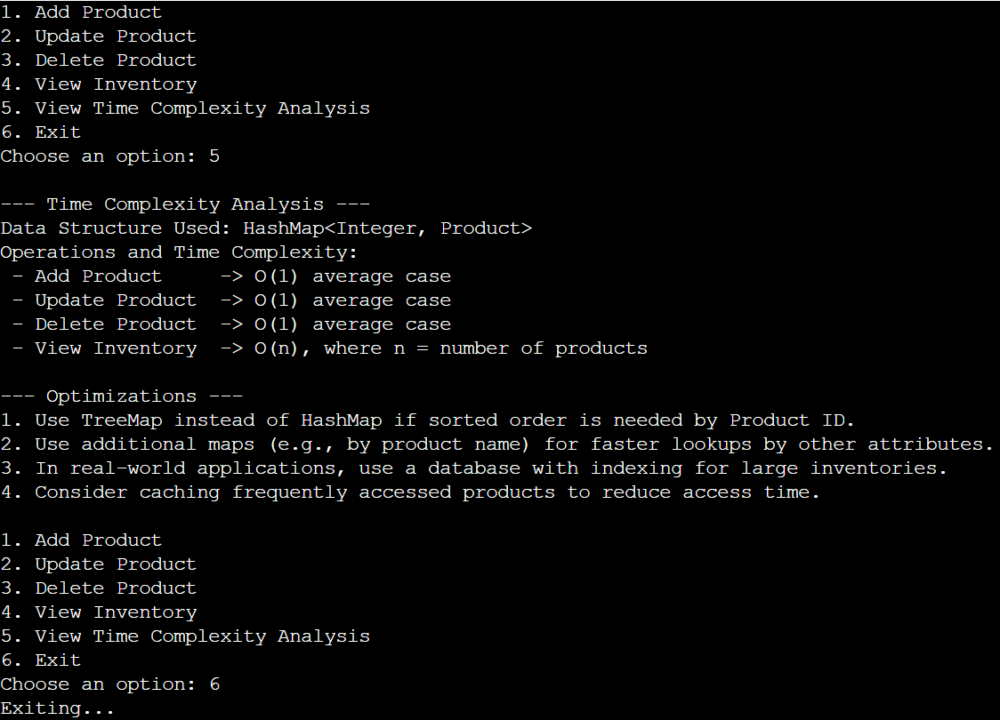 1. Add Product
2. Update Product
3. Delete Product
4. View Inventory
5. View Time Complexity Analysis
6. Exit
Choose an option: 5

--- Time Complexity Analysis ---
Data Structure Used: HashMap<Integer, Product>
Operations and Time Complexity:
 - Add Product     -> O(1) average case
 - Update Product  -> O(1) average case
 - Delete Product  -> O(1) average case
 - View Inventory  -> O(n), where n = number of products

--- Optimizations ---
1. Use TreeMap instead of HashMap if sorted order is needed by Product ID.
2. Use additional maps (e.g., by product name) for faster lookups by other attributes.
3. In real-world applications, use a database with indexing for large inventories.
4. Consider caching frequently accessed products to reduce access time.

1. Add Product
2. Update Product
3. Delete Product
4. View Inventory
5. View Time Complexity Analysis
6. Exit
Choose an option: 6
Exiting...